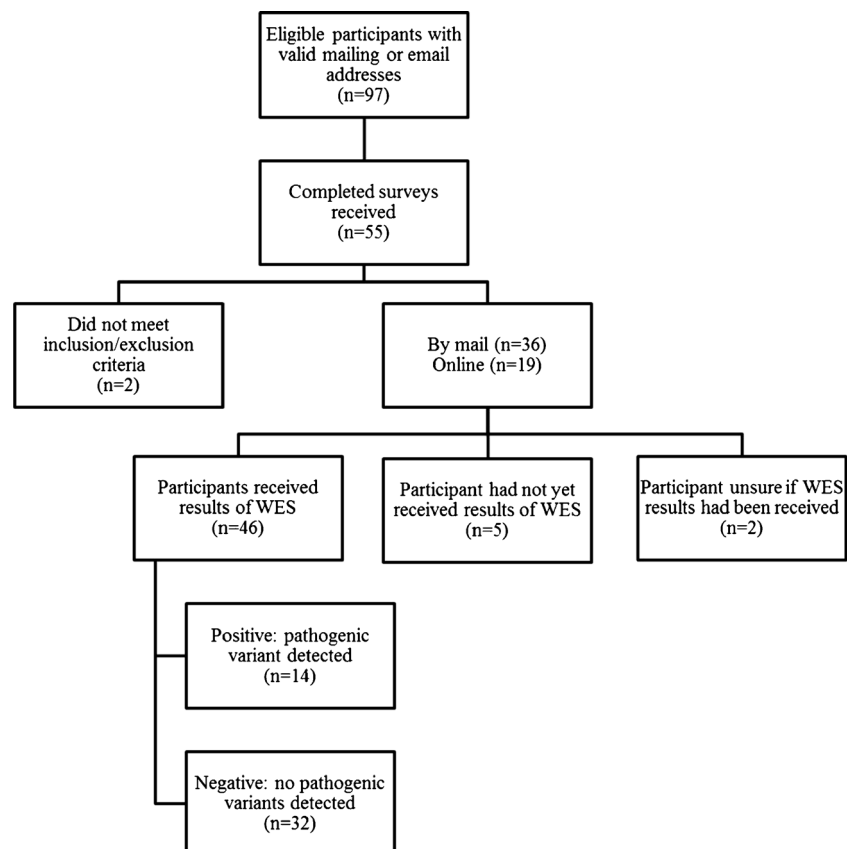 Eligible participants with
valid mailing or email
addresses
(n=97)
Completed surveys
received
(n=55)
Did not meet
inclusion/exclusion
criteria
(n=2)
By mail (n=36)
Online (n=19)
Participants received
results of WES
(n=46)
Participant had not yet
received results of WES
(n=5)
Participant unsure if WES
results had been received
(n=2)
Positive: pathogenic
variant detected
(n=14)
Negative: no pathogenic
variants detected
(n=32)